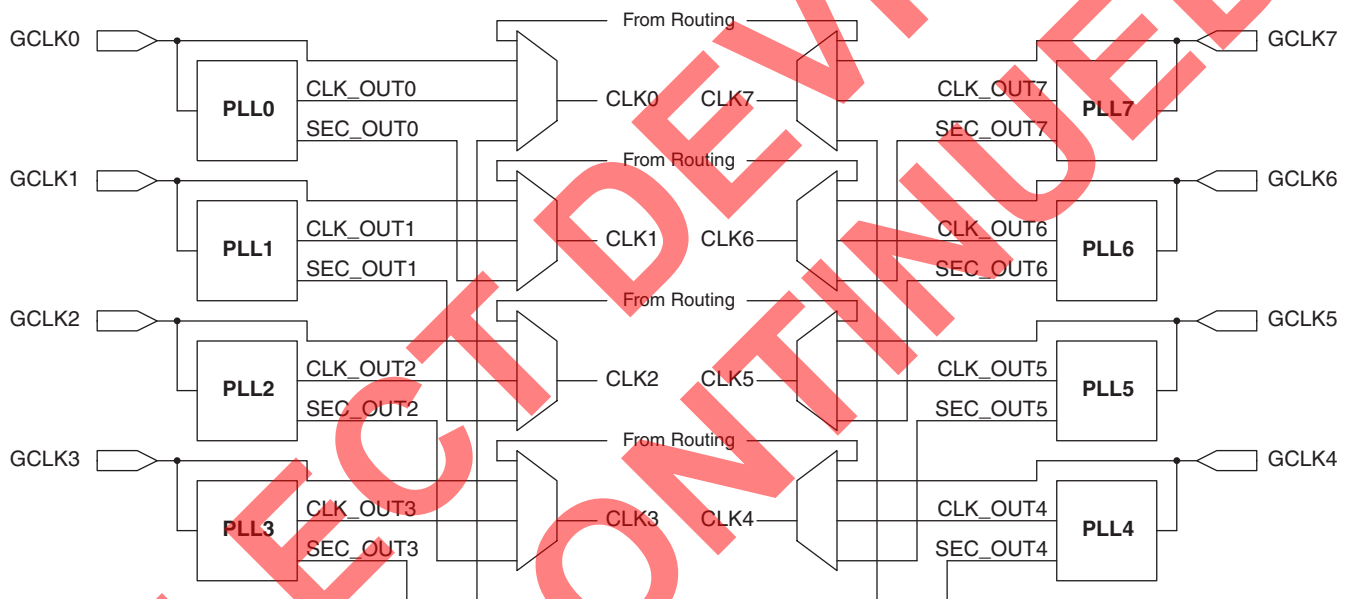 From Routing
GCLK0 GCLK7
CLK_OUT0 CLK_OUT7
PLL0 CLK0 CLK7 PLL7
SEC_OUT0 SEC_OUT7
From Routing
GCLK1 GCLK6
CLK_OUT1 CLK_OUT6
PLL1 CLK1 CLK6 PLL6
SEC_OUT1 SEC_OUT6
From Routing
GCLK2 GCLK5
CLK_OUT2 CLK_OUT5
PLL2 CLK2 CLK5 PLL5
SEC_OUT2 SEC_OUT5
From Routing
GCLK3 GCLK4
CLK_OUT3 CLK_OUT4
PLL3 CLK3 CLK4 PLL4
SEC_OUT3 SEC_OUT4
ECT DEV
ONTINUED